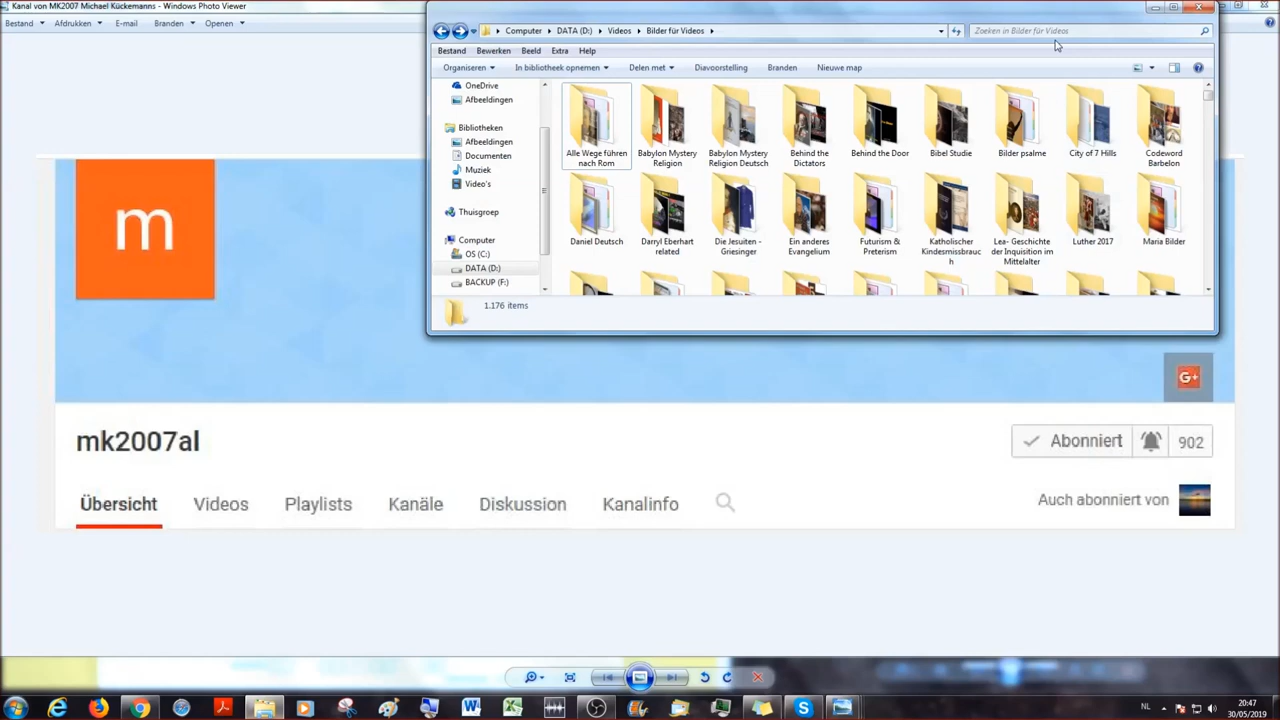 Kanal von MK2007 Michael Kückemanns - Windows Photo Viewer
Bestand Afdrukken E-mail Branden Openen
Computer DATA (D:) Videos Bilder für Videos
Zoeken in Bilder für Videos
Bestand Bewerken Beeld Extra Help
Organiseren In bibliotheek opnemen Delen met Diavoorstelling Branden Nieuwe map
OneDrive
Afbeeldingen
Bibliotheken
Afbeeldingen
Documenten
Muziek
Video's
Thuisgroep
Computer
OS (C:)
DATA (D:)
BACKUP (F:)
Alle Wege führen nach Rom
Babylon Mystery Religion
Babylon Mystery Religion Deutsch
Behind the Dictators
Behind the Door
Bibel Studie
Bilder psalme
City of 7 Hills
Codeword Barbelon
Daniel Deutsch
Darryl Eberhart related
Die Jesuiten - Griesinger
Ein anderes Evangelium
Futurism & Preterism
Katholischer Kindesmissbrauch
Lea- Geschichte der Inquisition im Mittelalter
Luther 2017
Maria Bilder
1.176 items
m
G+
mk2007al
Abonniert 902
Übersicht Videos Playlists Kanäle Diskussion Kanalinfo
Auch abonniert von
NL
20:47
30/05/2019